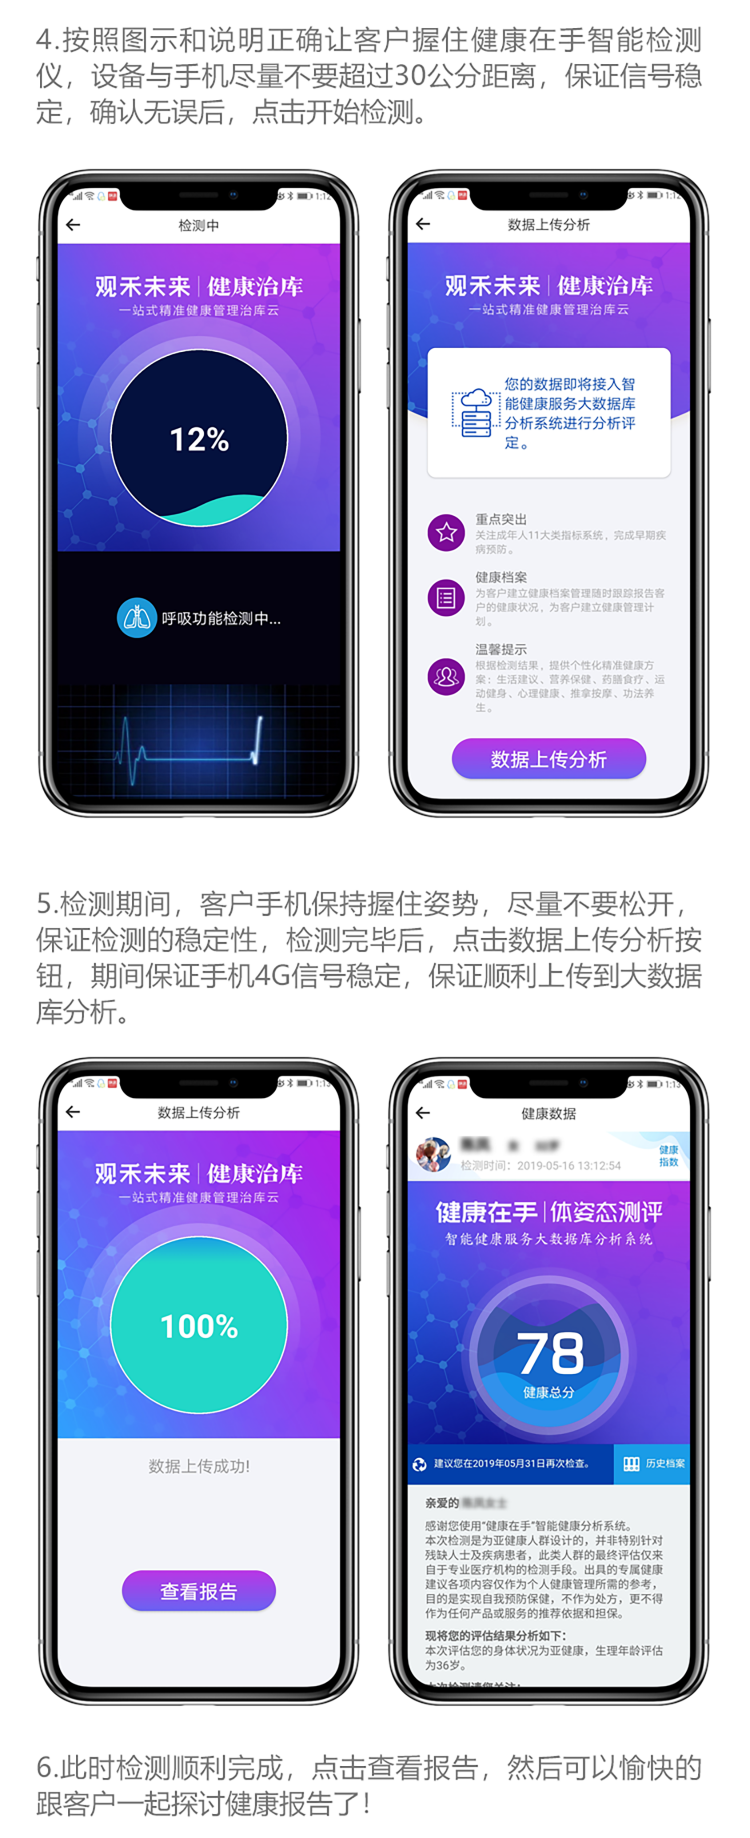 4.按照图示和说明正确让客户握住健康在手智能检测
仪，设备与手机尽量不要超过30公分距离，保证信号稳
定，确认无误后，点击开始检测。
1:12
检测中
观禾未来 | 健康治库
一站式精准健康管理治库云
12%
呼吸功能检测中...
1:12
数据上传分析
观禾未来 | 健康治库
一站式精准健康管理治库云
您的数据即将接入智
能健康服务大数据库
分析系统进行分析评
定。
重点突出
关注成年人11大类指标系统，完成早期疾
病预防。
健康档案
为客户建立健康档案管理随时跟踪报告客
户的健康状况，为客户建立健康管理计
划。
温馨提示
根据检测结果，提供个性化精准健康方
案：生活建议、营养保健、药膳食疗、运
动健身、心理健康、推拿按摩、功法养
生。
数据上传分析
5.检测期间，客户手机保持握住姿势，尽量不要松开，
保证检测的稳定性，检测完毕后，点击数据上传分析按
钮，期间保证手机4G信号稳定，保证顺利上传到大数据
库分析。
1:13
数据上传分析
观禾未来 | 健康治库
一站式精准健康管理治库云
100%
数据上传成功!
查看报告
1:13
健康数据
检测时间：2019-05-16 13:12:54
健康
指数
健康在手 | 体姿态测评
智能健康服务大数据库分析系统
78
健康总分
建议您在2019年05月31日再次检查。
历史档案
亲爱的
感谢您使用“健康在手”智能健康分析系统。
本次检测是为亚健康人群设计的，并非特别针对
残缺人士及疾病患者，此类人群的最终评估仅来
自于专业医疗机构的检测手段。出具的专属健康
建议各项内容仅作为个人健康管理所需的参考，
目的是实现自我预防保健，不作为处方，更不得
作为任何产品或服务的推荐依据和担保。
现将您的评估结果分析如下：
本次评估您的身体状况为亚健康，生理年龄评估
为36岁。
6.此时检测顺利完成，点击查看报告，然后可以愉快的
跟客户一起探讨健康报告了！